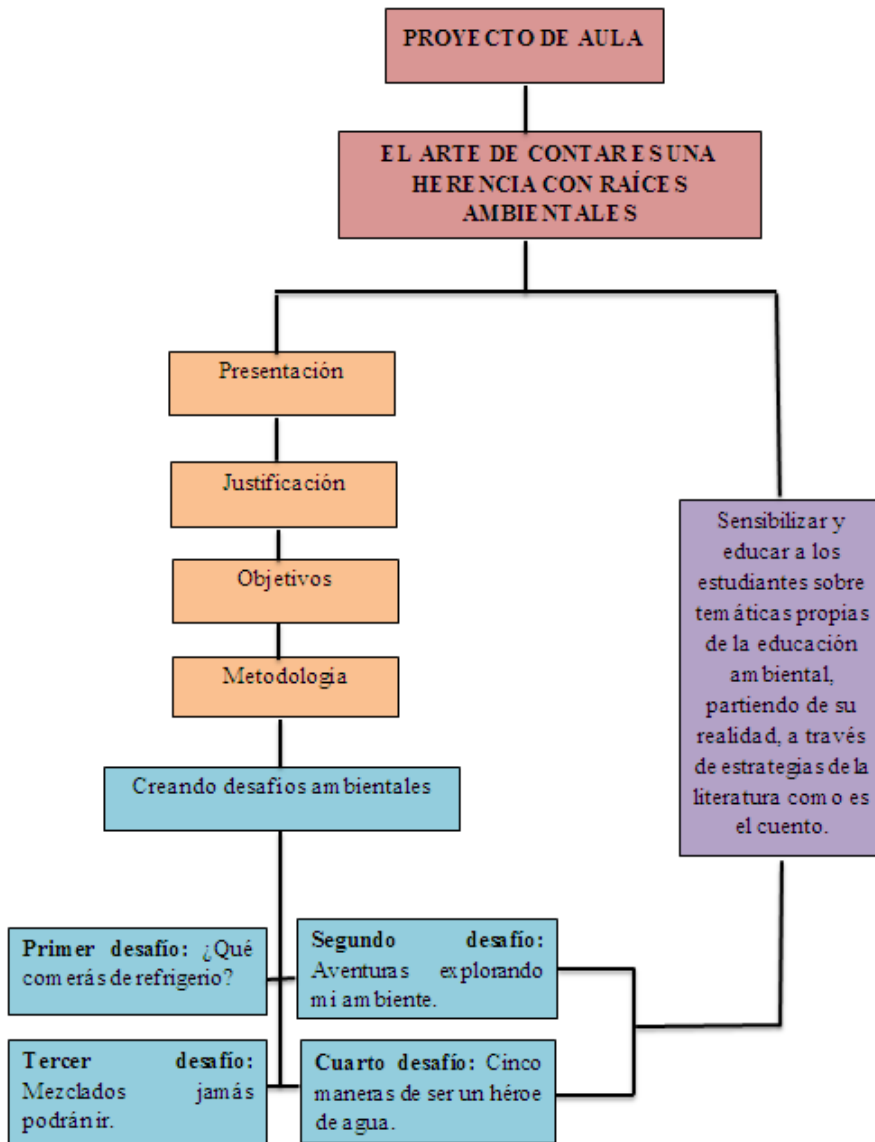 PROYECTO DE AULA
EL ARTE DE CONTAR ES UNA
HERENCIA CON RAÍCES
AMBIENTALES
Presentación
Justificación
Objetivos
Metodología
Creando desafíos ambientales
Sensibilizar y
educar a los
estudiantes sobre
temáticas propias
de la educación
ambiental,
partiendo de su
realidad, a través
de estrategias de la
literatura como es
el cuento.
Primer desafío: ¿Qué
comerás de refrigerio?
Segundo desafío:
Aventuras explorando
mi ambiente.
Tercer desafío:
Mezclados jamás
podrán ir.
Cuarto desafío: Cinco
maneras de ser un héroe
de agua.